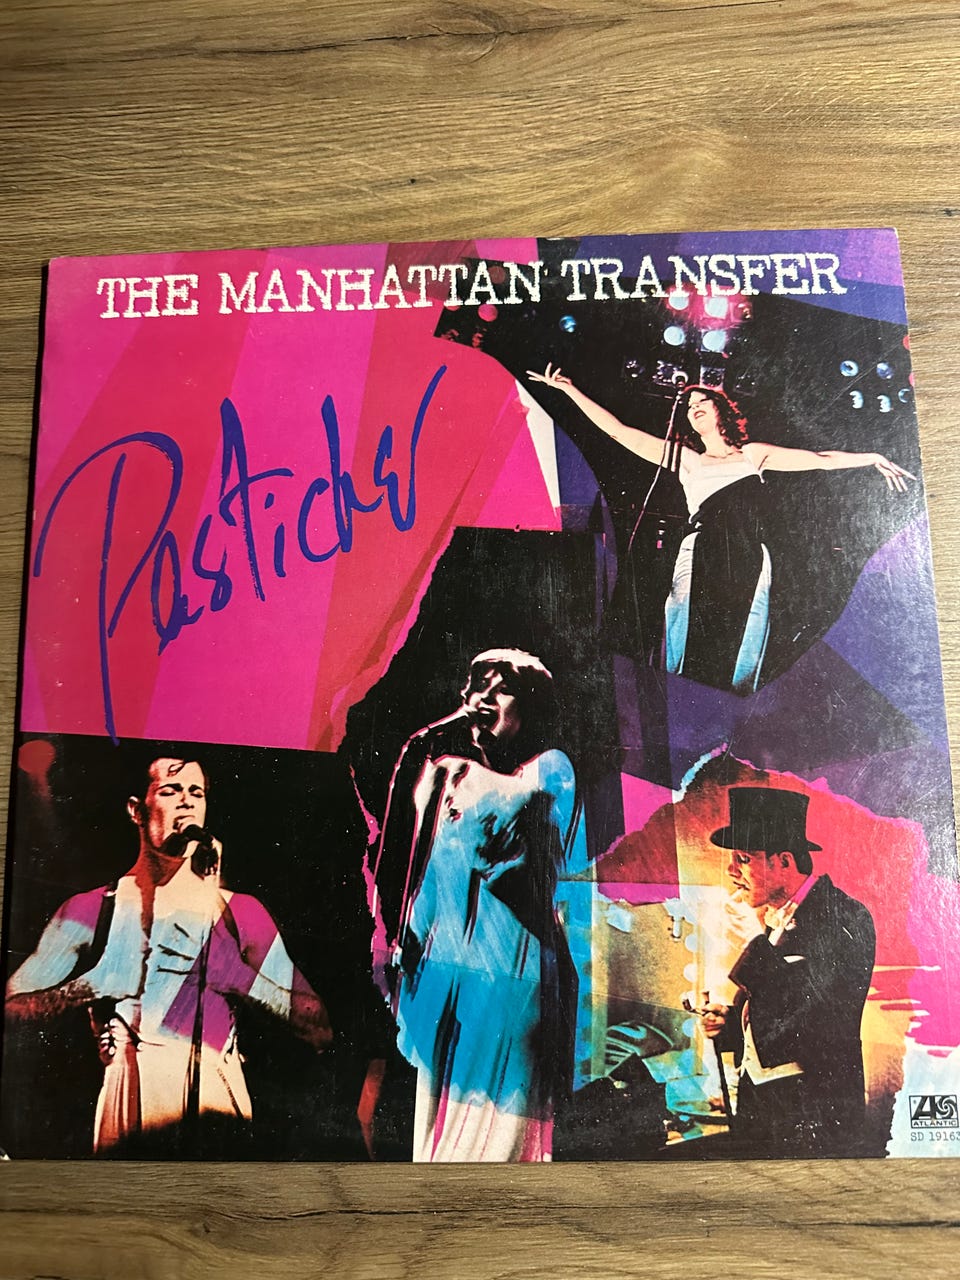 THE MANHATTAN TRANSFER
Pastiche
ATLANTIC
SD 19163